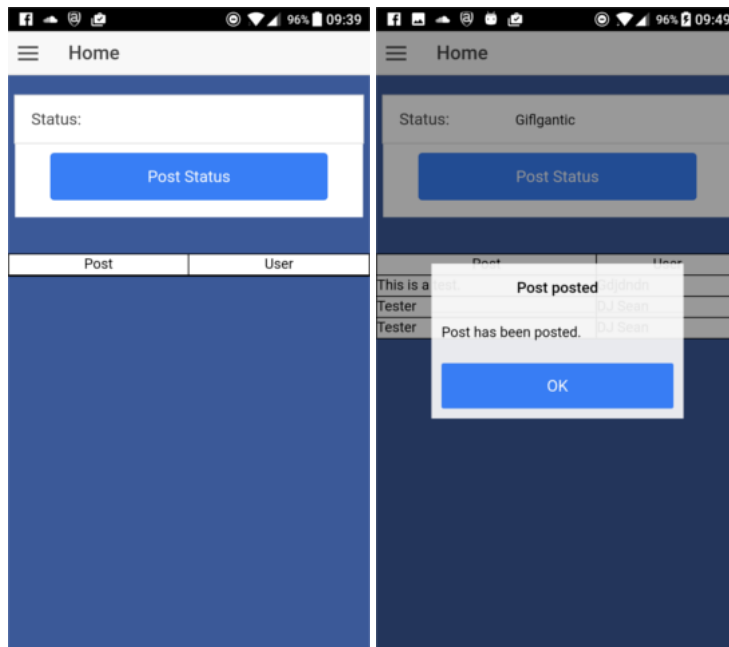 96% 09:39
Home
Status:
Post Status
Post User
96% 09:49
Home
Status: Giflgantic
Post Status
Post User
This is a test. Gdjdndn
Tester DJ Sean
Tester DJ Sean
Post posted
Post has been posted.
OK